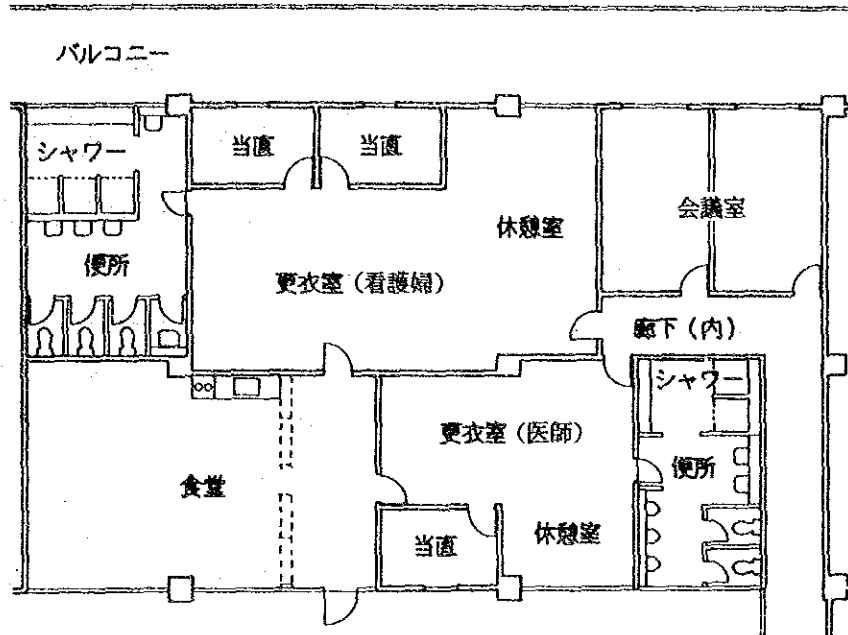 バルコニー
シャワー
当直
当直
休憩室
会議室
便所
更衣室（看護婦）
廊下（内）
シャワー
更衣室（医師）
便所
食堂
当直
休憩室